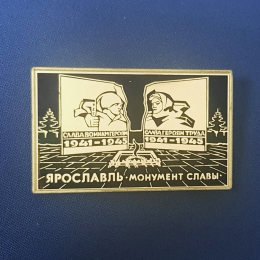 СЛАВА ВОИНАМ ГЕРОЯМ
1941-1945
СЛАВА ГЕРОЯМ ТРУДА
1941-1945
ЯРОСЛАВЛЬ · МОНУМЕНТ СЛАВЫ ·